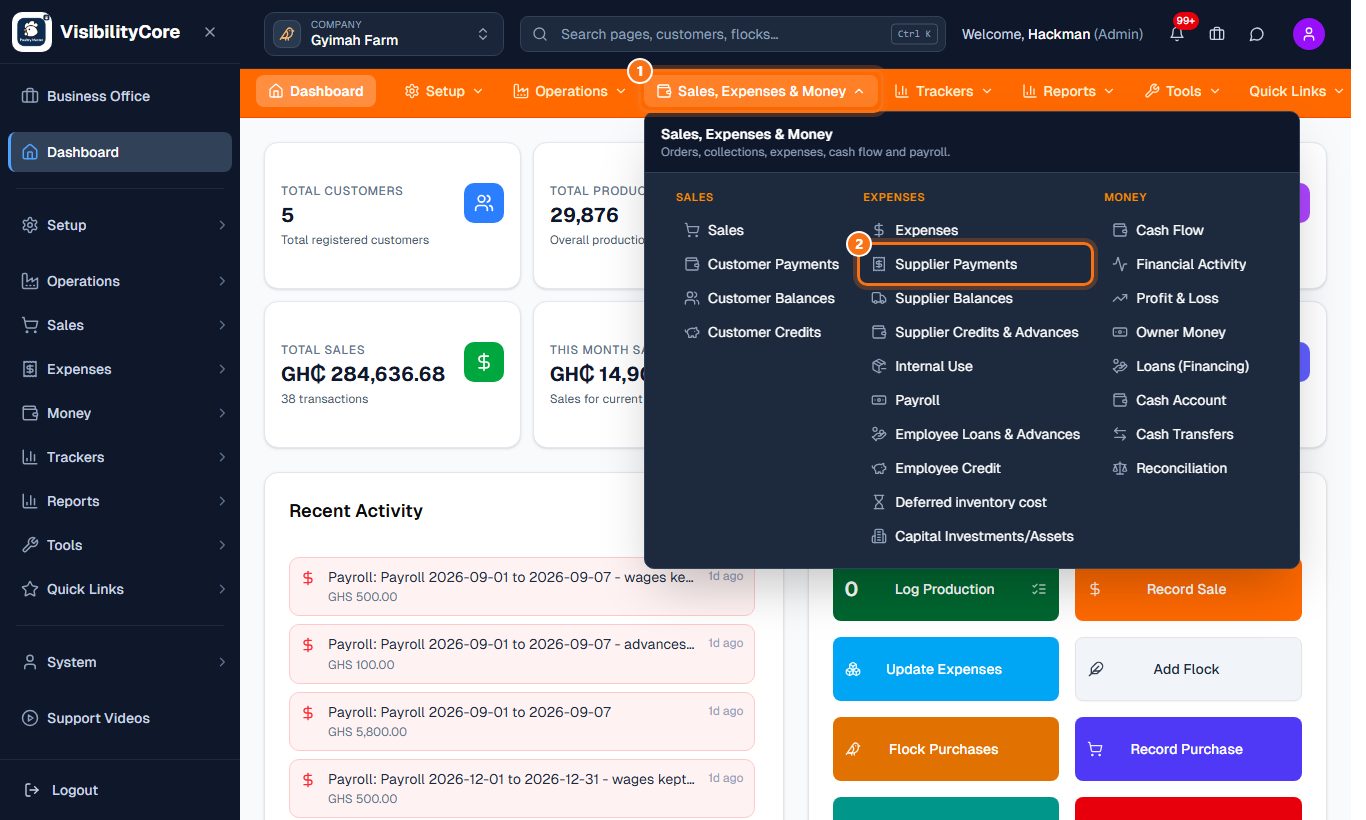 VisibilityCore
COMPANY
Gyimah Farm
Search pages, customers, flocks...
Ctrl K
Welcome, Hackman (Admin)
99+
Business Office
Dashboard
Setup
Operations
Sales
Expenses
Money
Trackers
Reports
Tools
Quick Links
System
Support Videos
Logout
Dashboard
Setup
Operations
1
Sales, Expenses & Money
Trackers
Reports
Tools
Quick Links
Sales, Expenses & Money
Orders, collections, expenses, cash flow and payroll.
SALES
Sales
Customer Payments
Customer Balances
Customer Credits
EXPENSES
Expenses
2
Supplier Payments
Supplier Balances
Supplier Credits & Advances
Internal Use
Payroll
Employee Loans & Advances
Employee Credit
Deferred inventory cost
Capital Investments/Assets
MONEY
Cash Flow
Financial Activity
Profit & Loss
Owner Money
Loans (Financing)
Cash Account
Cash Transfers
Reconciliation
TOTAL CUSTOMERS
5
Total registered customers
TOTAL PRODUC
29,876
Overall productio
TOTAL SALES
GH₵ 284,636.68
38 transactions
THIS MONTH SA
GH₵ 14,90
Sales for current
Recent Activity
Payroll: Payroll 2026-09-01 to 2026-09-07 - wages ke...
1d ago
GHS 500.00
Payroll: Payroll 2026-09-01 to 2026-09-07 - advances...
1d ago
GHS 100.00
Payroll: Payroll 2026-09-01 to 2026-09-07
1d ago
GHS 5,800.00
Payroll: Payroll 2026-12-01 to 2026-12-31 - wages kept...
1d ago
GHS 500.00
Log Production
Record Sale
Update Expenses
Add Flock
Flock Purchases
Record Purchase